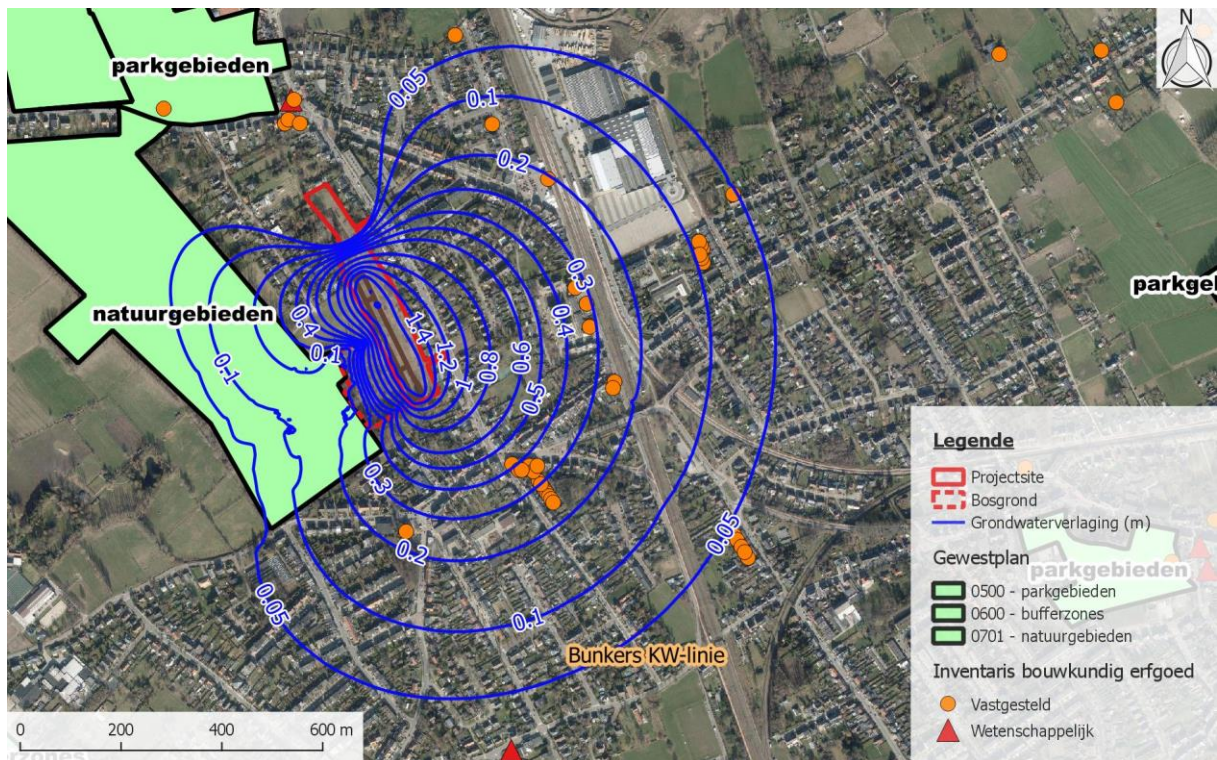 parkgebieden
N
0.05
0.1
0.2
natuurgebieden
parkgel
0.3
0.4
0.4
1.4
0.1
1.2
0.8
0.6
1
0.1
0.5
0.3
0.2
0.05
0.05
0.1
Bunkers KW-linie
parkgebieden
Legende
Projectsite
Bosgrond
Grondwaterverlaging (m)
Gewestplan
0500 - parkgebieden
0600 - bufferzones
0701 - natuurgebieden
Inventaris bouwkundig erfgoed
Vastgesteld
Wetenschappelijk
0 200 400 600 m
erzones